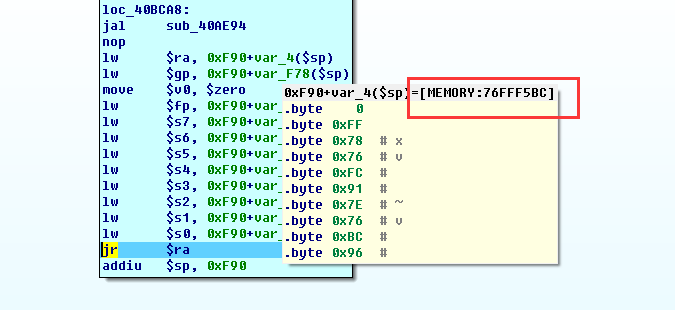 loc_40BCA8:
jal sub_40AE94
nop
lw $ra, 0xF90+var_4($sp)
lw $gp, 0xF90+var_F78($sp)
move $v0, $zero
lw $fp, 0xF90+var_
lw $s7, 0xF90+var_
lw $s6, 0xF90+var_
lw $s5, 0xF90+var_
lw $s4, 0xF90+var_
lw $s3, 0xF90+var_
lw $s2, 0xF90+var_
lw $s1, 0xF90+var_
lw $s0, 0xF90+var_
jr $ra
addiu $sp, 0xF90
0xF90+var_4($sp)=[MEMORY:76FFF5BC]
.byte 0
.byte 0xFF
.byte 0x78 # x
.byte 0x76 # v
.byte 0xFC #
.byte 0x91 #
.byte 0x7E # ~
.byte 0x76 # v
.byte 0xBC #
.byte 0x96 #